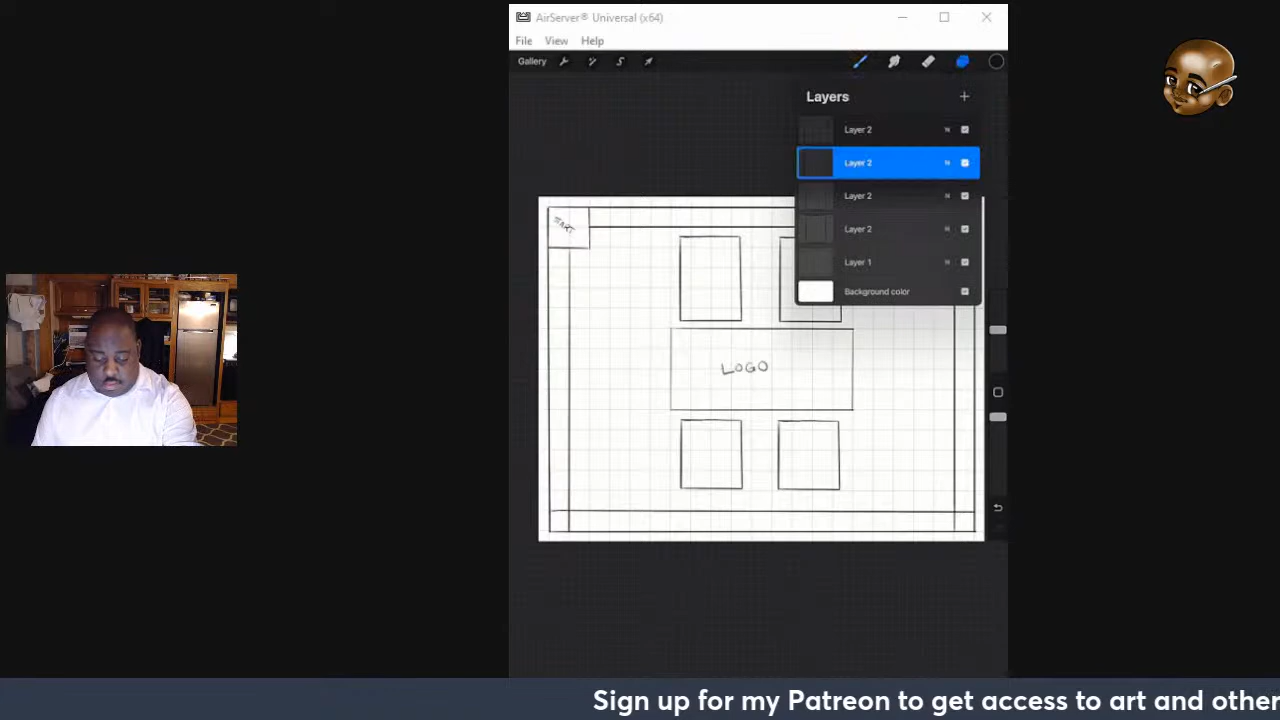 AirServer® Universal (x64)
File View Help
Gallery
Layers
Layer 2 N
Layer 2 N
Layer 2 N
Layer 2 N
Layer 1 N
Background color
START
LOGO
Sign up for my Patreon to get access to art and other